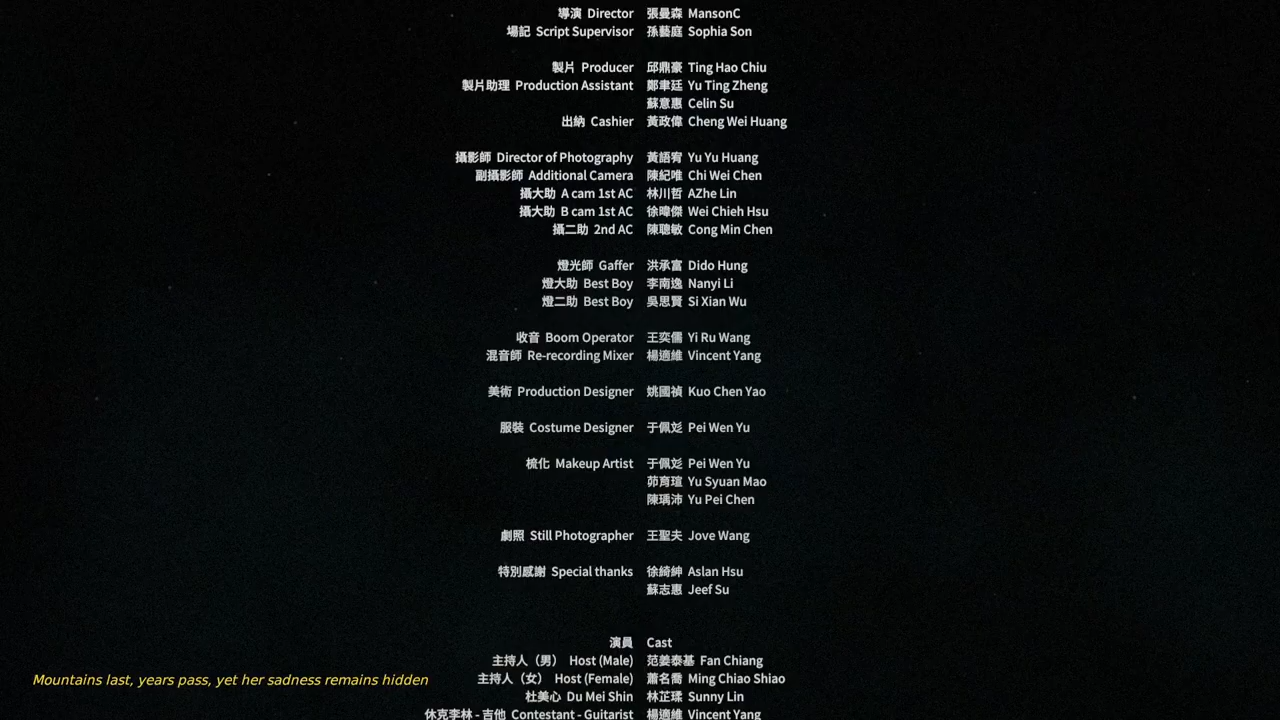 導演 Director 張曼森 MansonC
場記 Script Supervisor 孫藝庭 Sophia Son
製片 Producer 邱鼎豪 Ting Hao Chiu
製片助理 Production Assistant 鄭聿廷 Yu Ting Zheng
蘇意惠 Celin Su
出納 Cashier 黃政偉 Cheng Wei Huang
攝影師 Director of Photography 黃語宥 Yu Yu Huang
副攝影師 Additional Camera 陳紀唯 Chi Wei Chen
攝大助 A cam 1st AC 林川哲 AZhe Lin
攝大助 B cam 1st AC 徐暐傑 Wei Chieh Hsu
攝二助 2nd AC 陳聰敏 Cong Min Chen
燈光師 Gaffer 洪承富 Dido Hung
燈大助 Best Boy 李南逸 Nanyi Li
燈二助 Best Boy 吳思賢 Si Xian Wu
收音 Boom Operator 王奕儒 Yi Ru Wang
混音師 Re-recording Mixer 楊適維 Vincent Yang
美術 Production Designer 姚國禎 Kuo Chen Yao
服裝 Costume Designer 于佩彣 Pei Wen Yu
梳化 Makeup Artist 于佩彣 Pei Wen Yu
茆育瑄 Yu Syuan Mao
陳瑀沛 Yu Pei Chen
劇照 Still Photographer 王聖夫 Jove Wang
特別感謝 Special thanks 徐綺紳 Aslan Hsu
蘇志惠 Jeef Su
演員 Cast
主持人（男） Host (Male) 范姜泰基 Fan Chiang
主持人（女） Host (Female) 蕭名喬 Ming Chiao Shiao
杜美心 Du Mei Shin 林芷瑈 Sunny Lin
休克李林 - 吉他 Contestant - Guitarist 楊適維 Vincent Yang
Mountains last, years pass, yet her sadness remains hidden